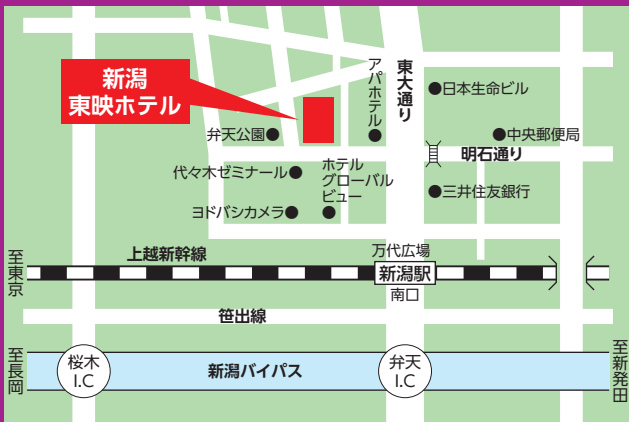 新潟
東映ホテル
アパホテル
東大通り
日本生命ビル
弁天公園
中央郵便局
明石通り
代々木ゼミナール
ホテル
グローバル
ビュー
三井住友銀行
ヨドバシカメラ
上越新幹線
万代広場
至東京
新潟駅
南口
笹出線
至長岡
桜木
I.C
新潟バイパス
弁天
I.C
至新発田